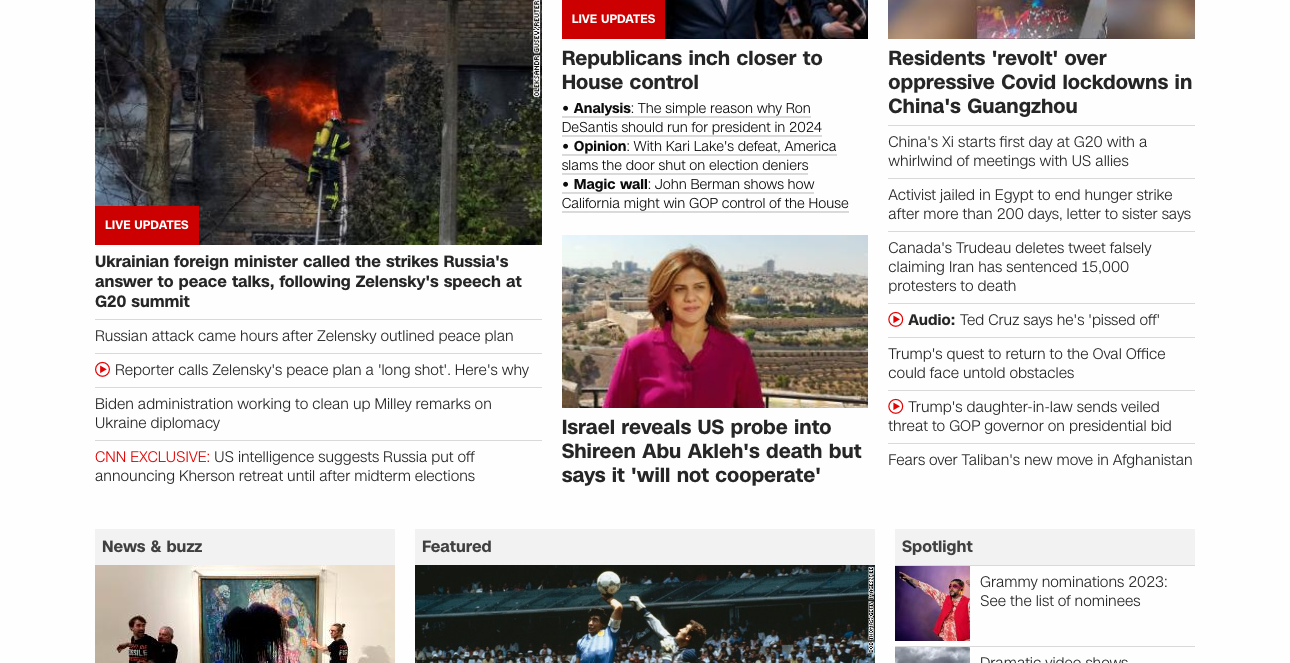 LIVE UPDATES
Ukrainian foreign minister called the strikes Russia's
answer to peace talks, following Zelensky's speech at
G20 summit
Russian attack came hours after Zelensky outlined peace plan
Reporter calls Zelensky's peace plan a 'long shot'. Here's why
Biden administration working to clean up Milley remarks on
Ukraine diplomacy
CNN EXCLUSIVE: US intelligence suggests Russia put off
announcing Kherson retreat until after midterm elections
LIVE UPDATES
Republicans inch closer to
House control
• Analysis: The simple reason why Ron
DeSantis should run for president in 2024
• Opinion: With Kari Lake's defeat, America
slams the door shut on election deniers
• Magic wall: John Berman shows how
California might win GOP control of the House
Israel reveals US probe into
Shireen Abu Akleh's death but
says it 'will not cooperate'
Residents 'revolt' over
oppressive Covid lockdowns in
China's Guangzhou
China's Xi starts first day at G20 with a
whirlwind of meetings with US allies
Activist jailed in Egypt to end hunger strike
after more than 200 days, letter to sister says
Canada's Trudeau deletes tweet falsely
claiming Iran has sentenced 15,000
protesters to death
Audio: Ted Cruz says he's 'pissed off'
Trump's quest to return to the Oval Office
could face untold obstacles
Trump's daughter-in-law sends veiled
threat to GOP governor on presidential bid
Fears over Taliban's new move in Afghanistan
News & buzz
Featured
Spotlight
Grammy nominations 2023:
See the list of nominees
Dramatic video shows